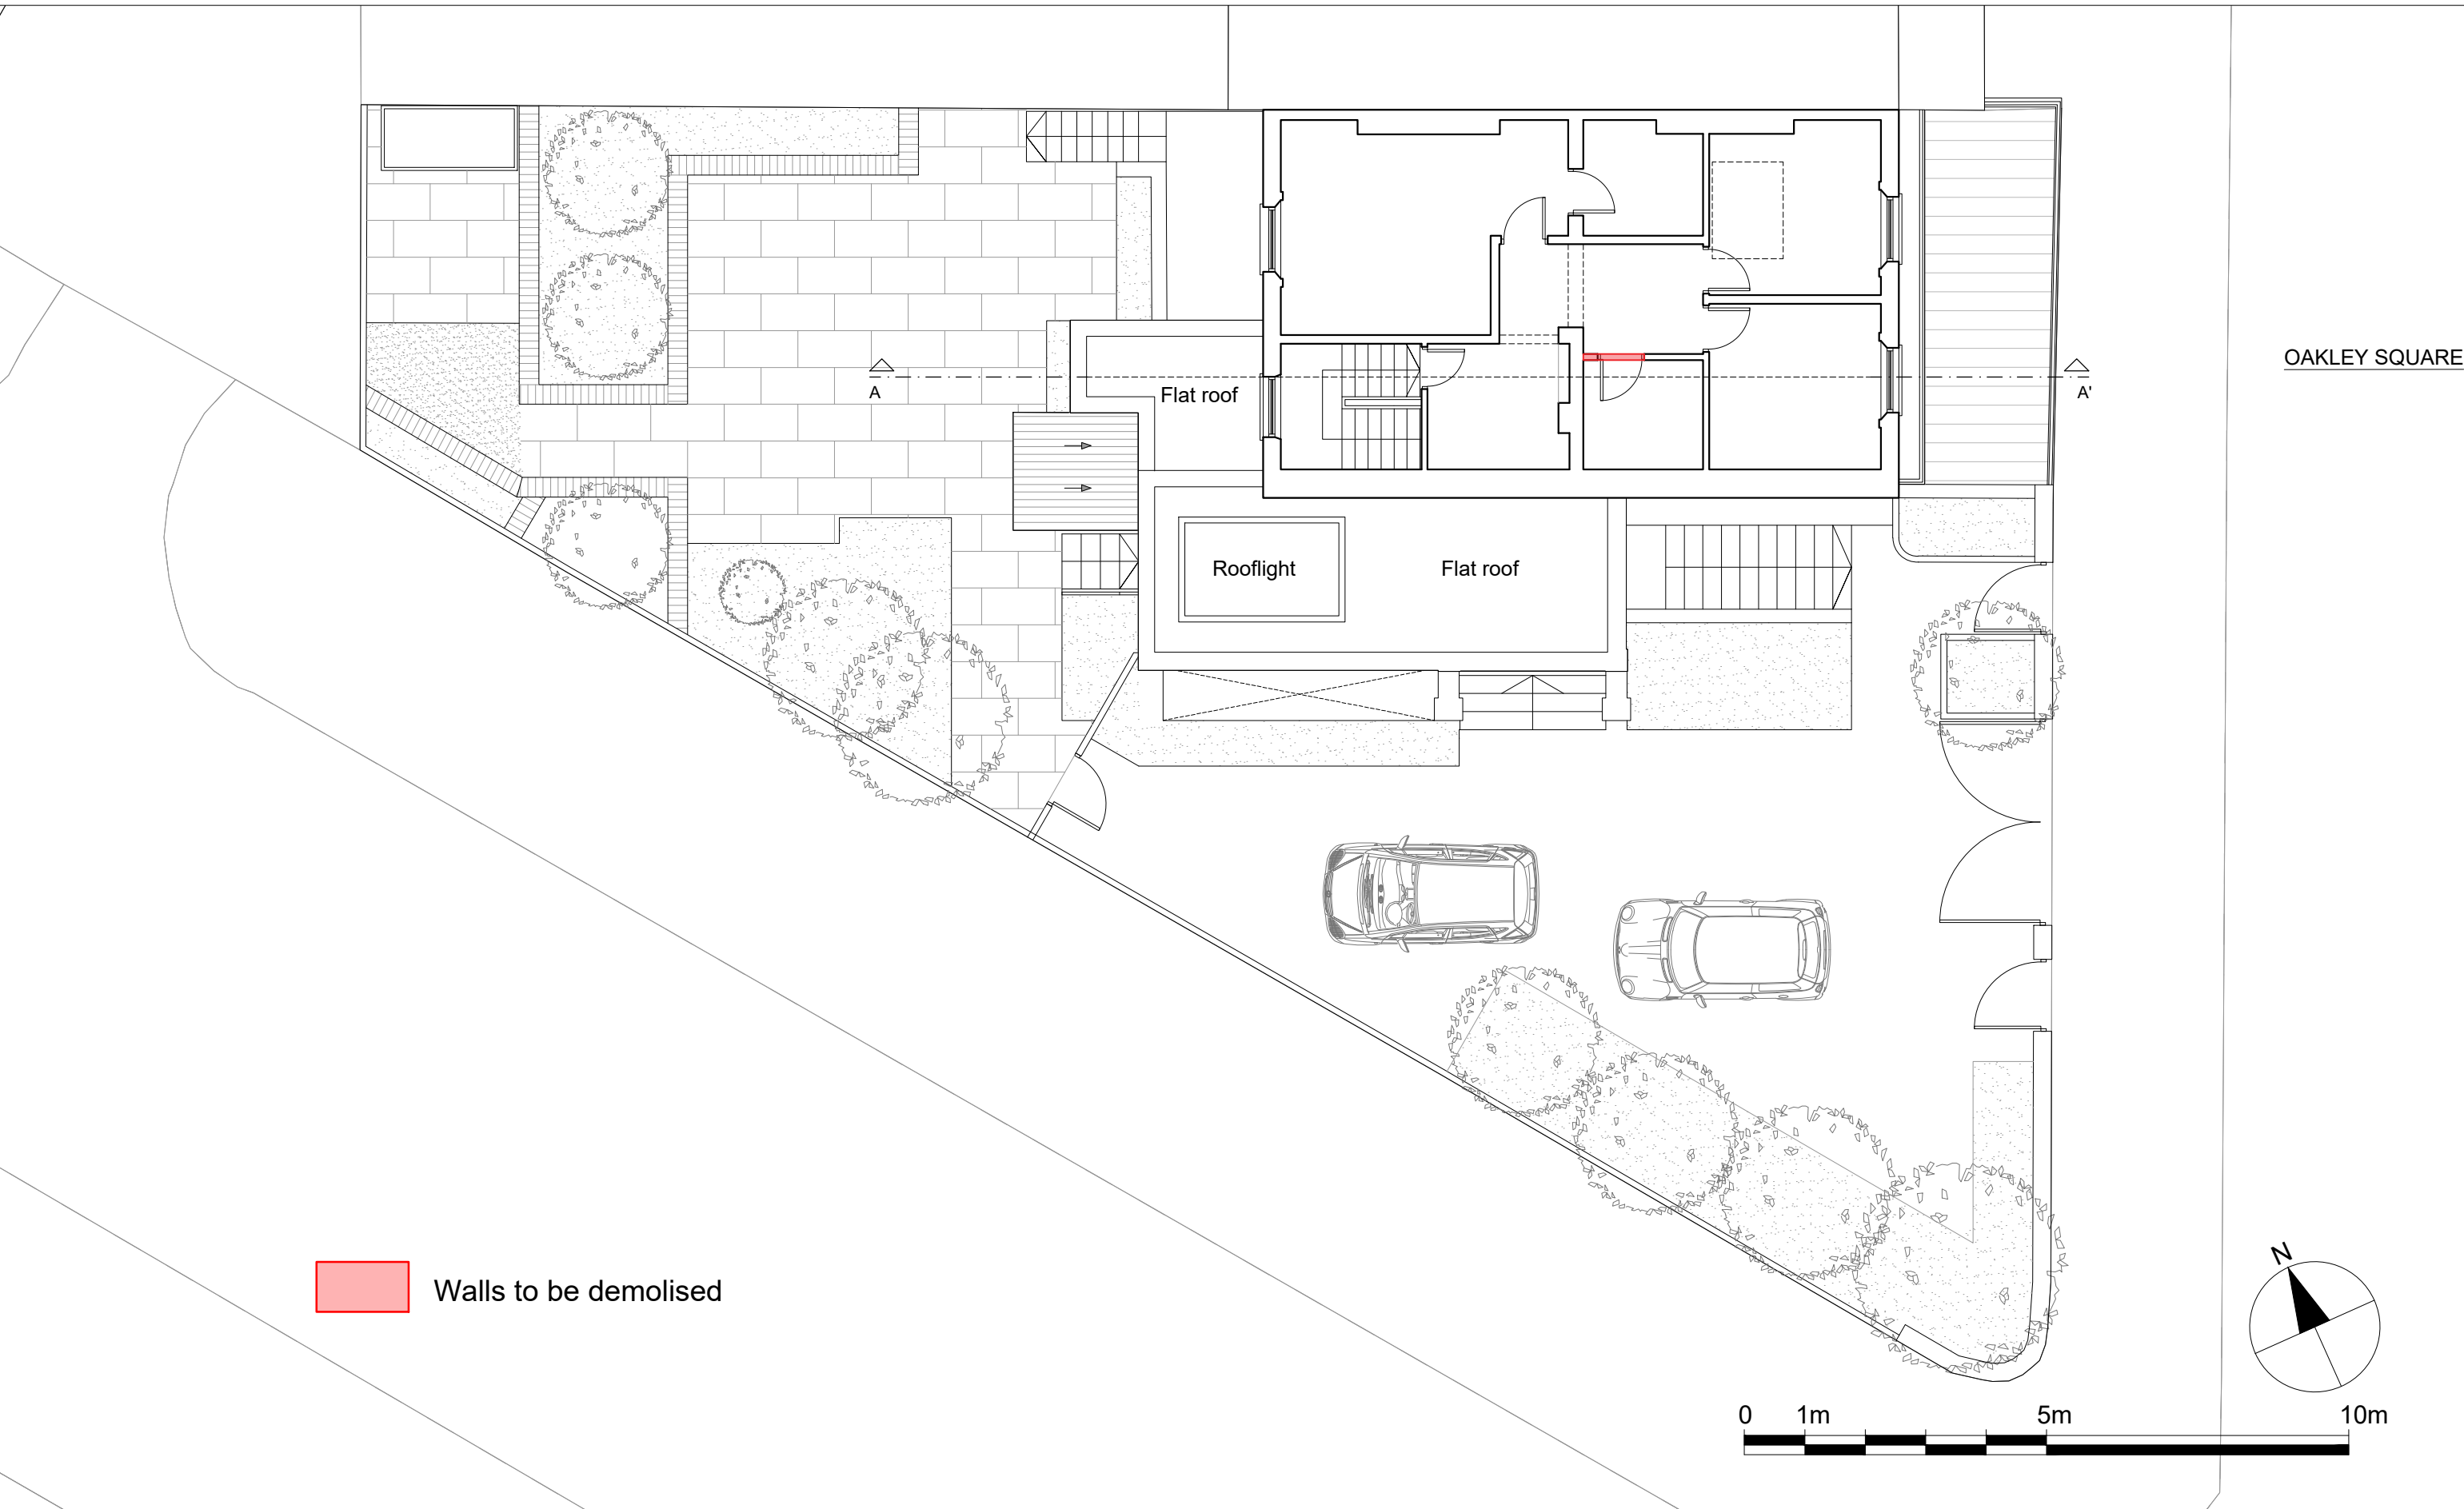 OAKLEY SQUARE
A
A'
Flat roof
Rooflight
Flat roof
Walls to be demolised
N
0 1m 5m 10m